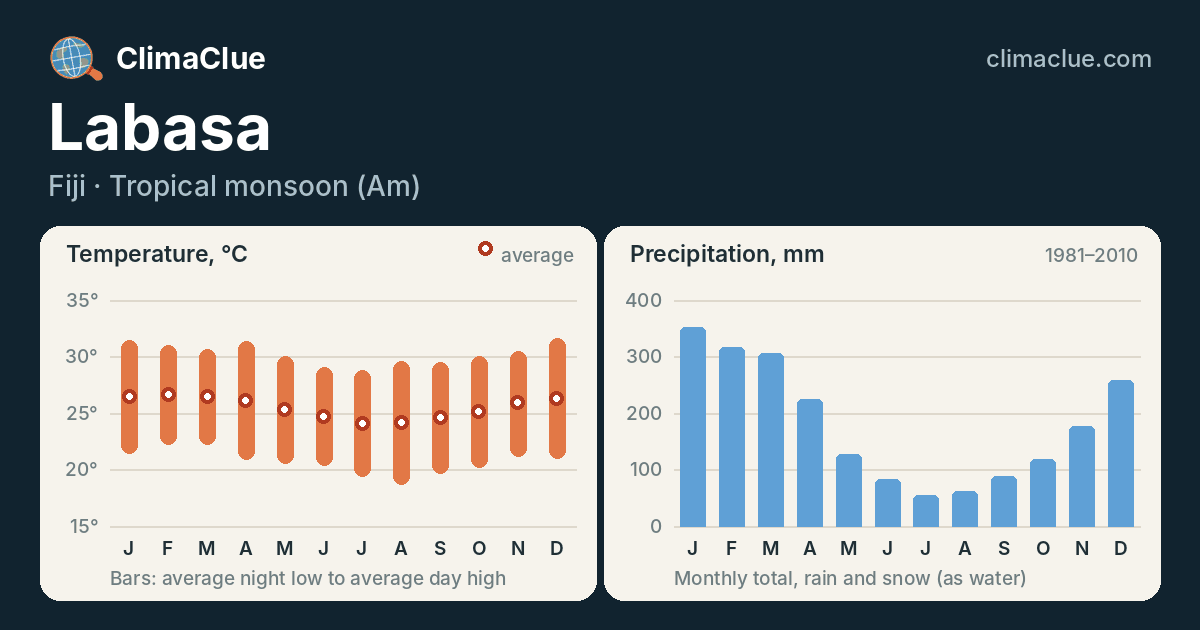 ClimaClue
climaclue.com
Labasa
Fiji · Tropical monsoon (Am)
Temperature, °C
average
35°
30°
25°
20°
15°
J F M A M J J A S O N D
Bars: average night low to average day high
Precipitation, mm
1981–2010
400
300
200
100
0
J F M A M J J A S O N D
Monthly total, rain and snow (as water)